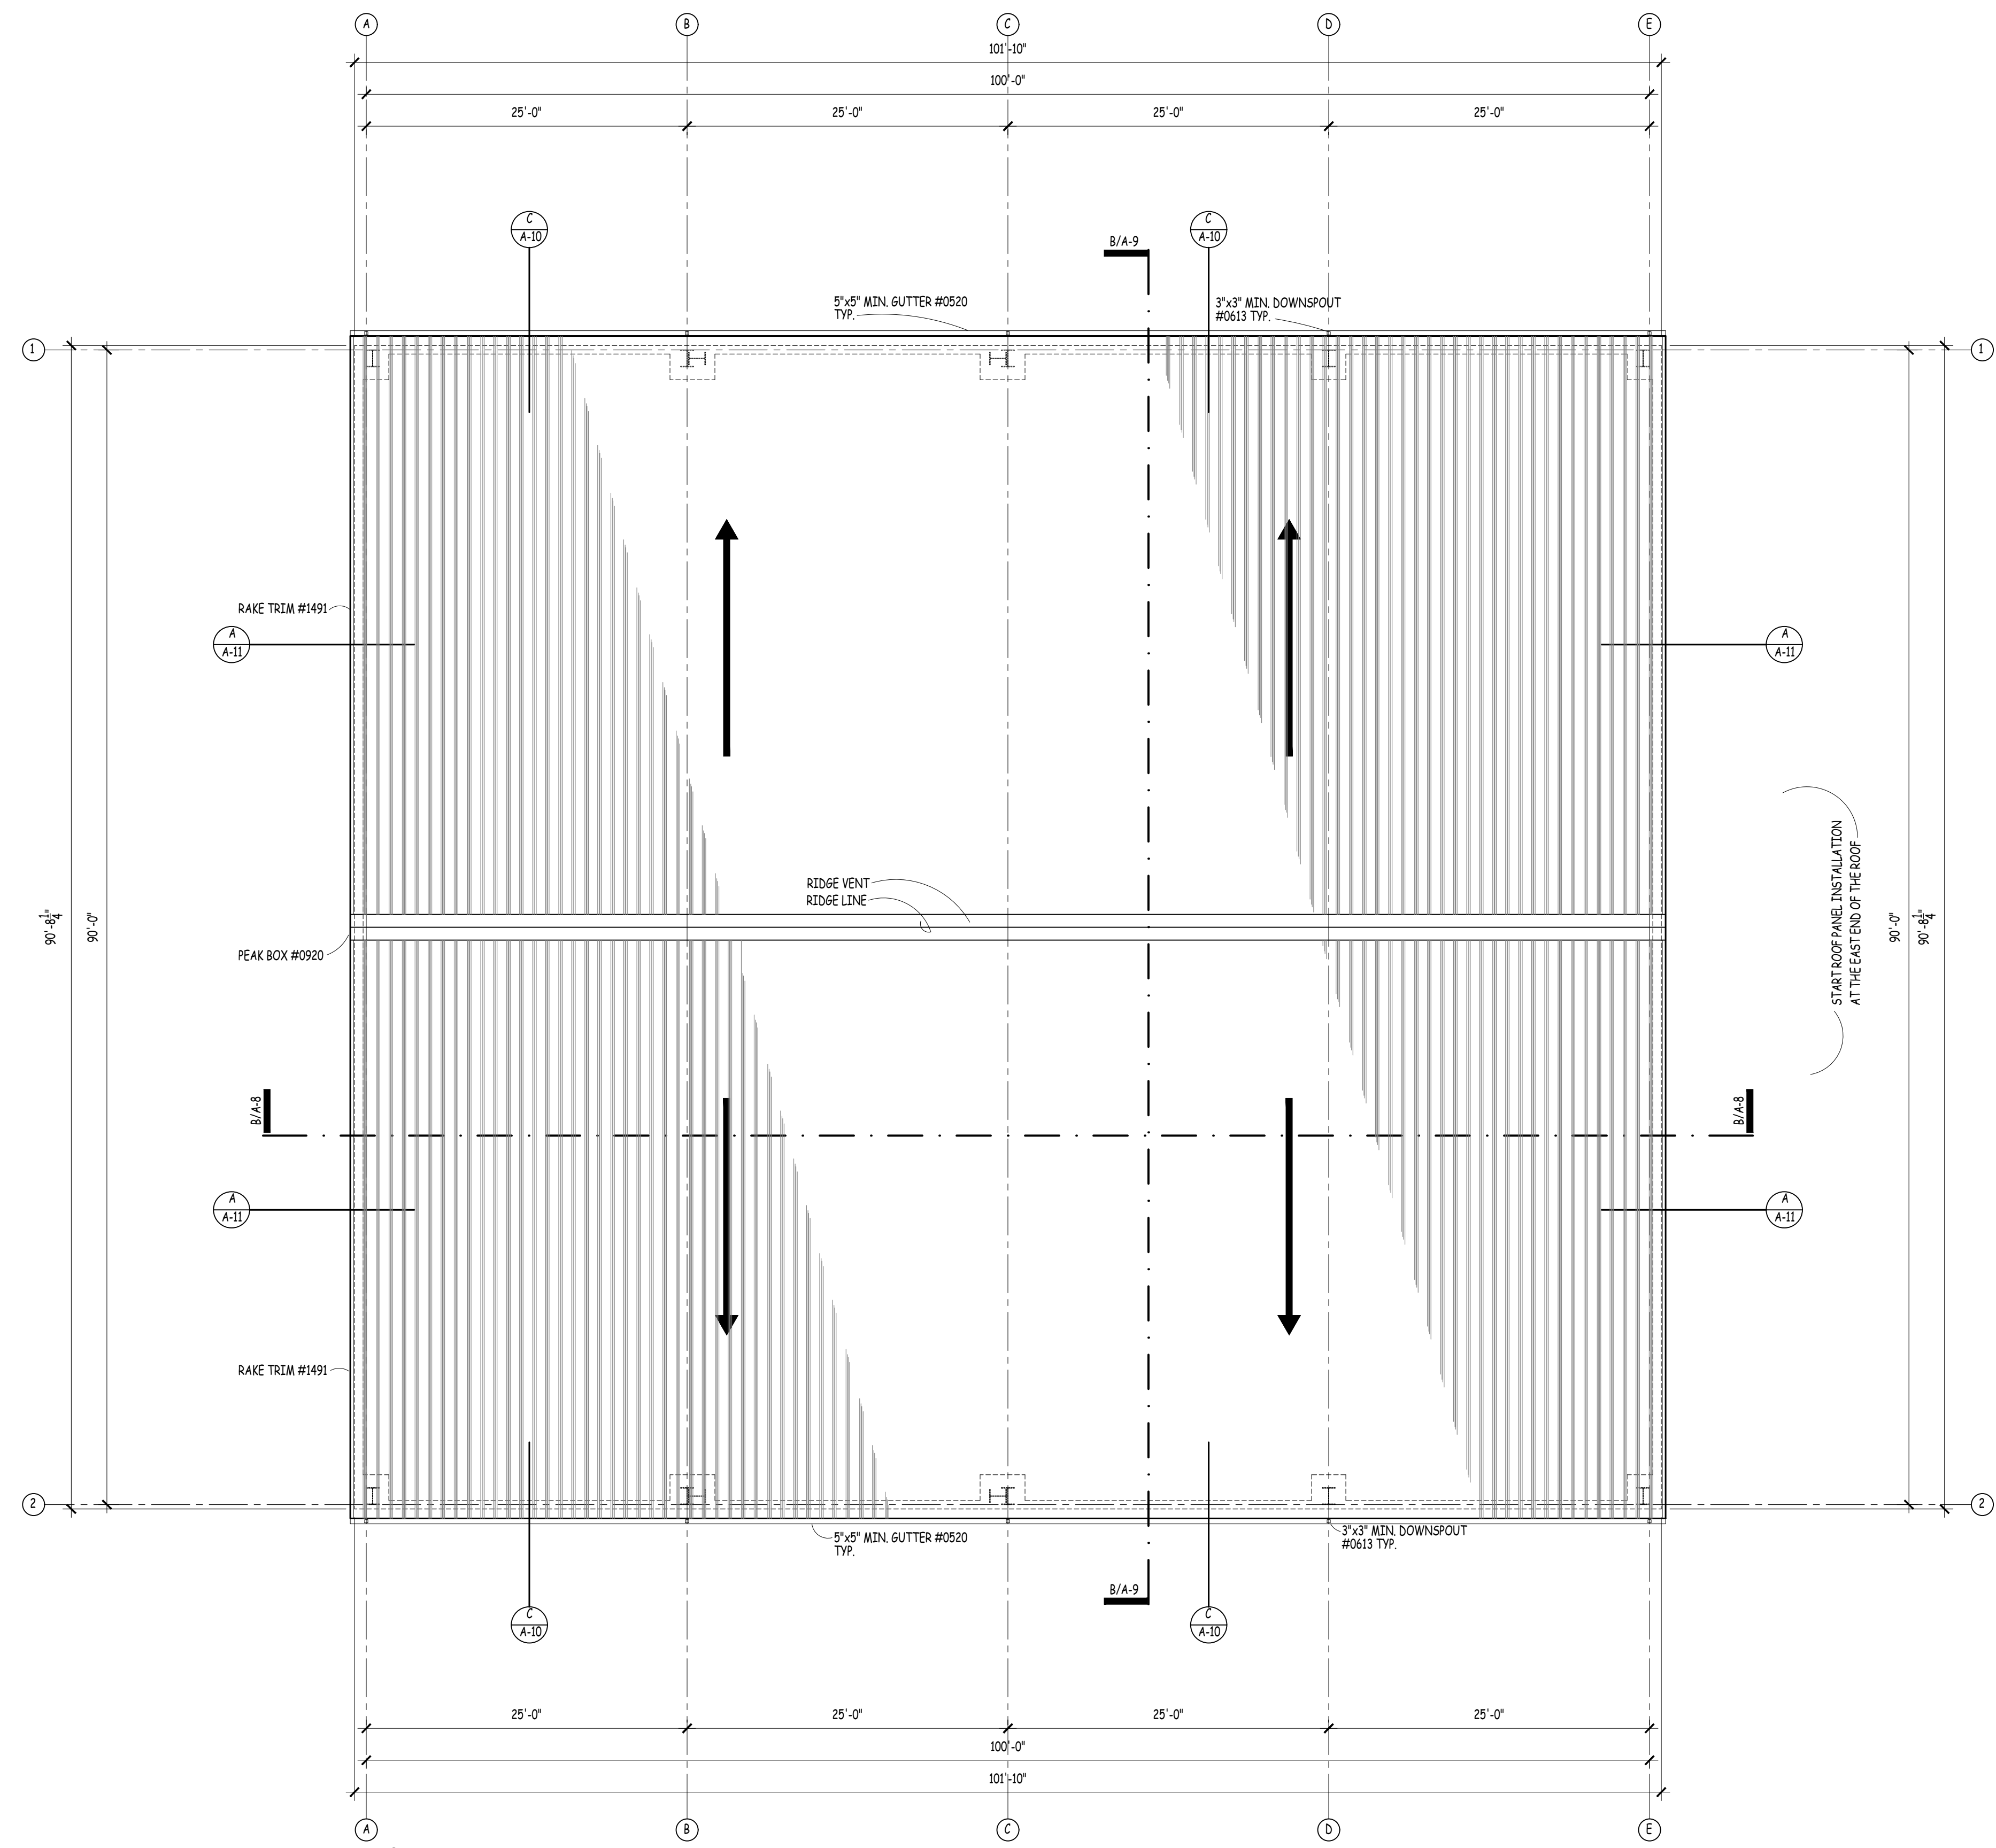 A B C D E
101'-10"
100'-0"
25'-0" 25'-0" 25'-0" 25'-0"
C
A-10
B/A-9
C
A-10
5"x5" MIN. GUTTER #0520
TYP.
3"x3" MIN. DOWNSPOUT
#0613 TYP.
1 1
RAKE TRIM #1491
A
A-11
A
A-11
RIDGE VENT
RIDGE LINE
90'-8 1/4"
90'-0"
PEAK BOX #0920
START ROOF PANEL INSTALLATION
AT THE EAST END OF THE ROOF
90'-0"
90'-8 1/4"
B/A-8
B/A-8
A
A-11
A
A-11
RAKE TRIM #1491
2 2
5"x5" MIN. GUTTER #0520
TYP.
3"x3" MIN. DOWNSPOUT
#0613 TYP.
B/A-9
C
A-10
C
A-10
25'-0" 25'-0" 25'-0" 25'-0"
100'-0"
101'-10"
A B C D E